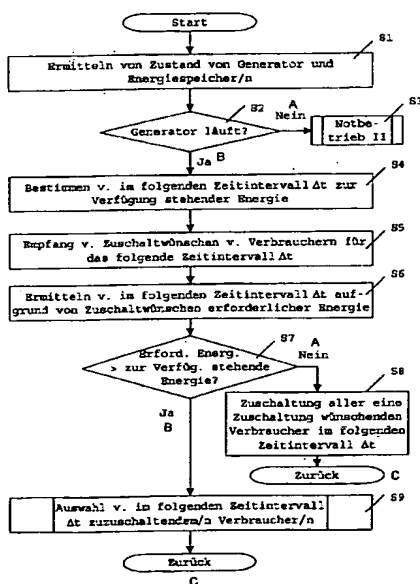 Start
S1
Ermitteln von Zustand von Generator und
Energiespeicher/n
S2
Generator läuft?
A
Nein
S3
Notbe-
trieb II
Ja B
S4
Bestimmen v. im folgenden Zeitintervall Δt zur
Verfügung stehender Energie
S5
Empfang v. Zuschaltwünschen v. Verbrauchern für
das folgende Zeitintervall Δt
S6
Ermitteln v. im folgenden Zeitintervall Δt auf-
grund von Zuschaltwünschen erforderlicher Energie
S7
Erford. Energ.
> zur Verfüg. stehende
Energie?
A
Nein
S8
Zuschaltung aller eine
Zuschaltung wünschenden
Verbraucher im folgenden
Zeitintervall Δt
Ja
B
Zurück C
S9
Auswahl v. im folgenden Zeitintervall
Δt zuzuschaltendem/n Verbraucher/n
Zurück
C